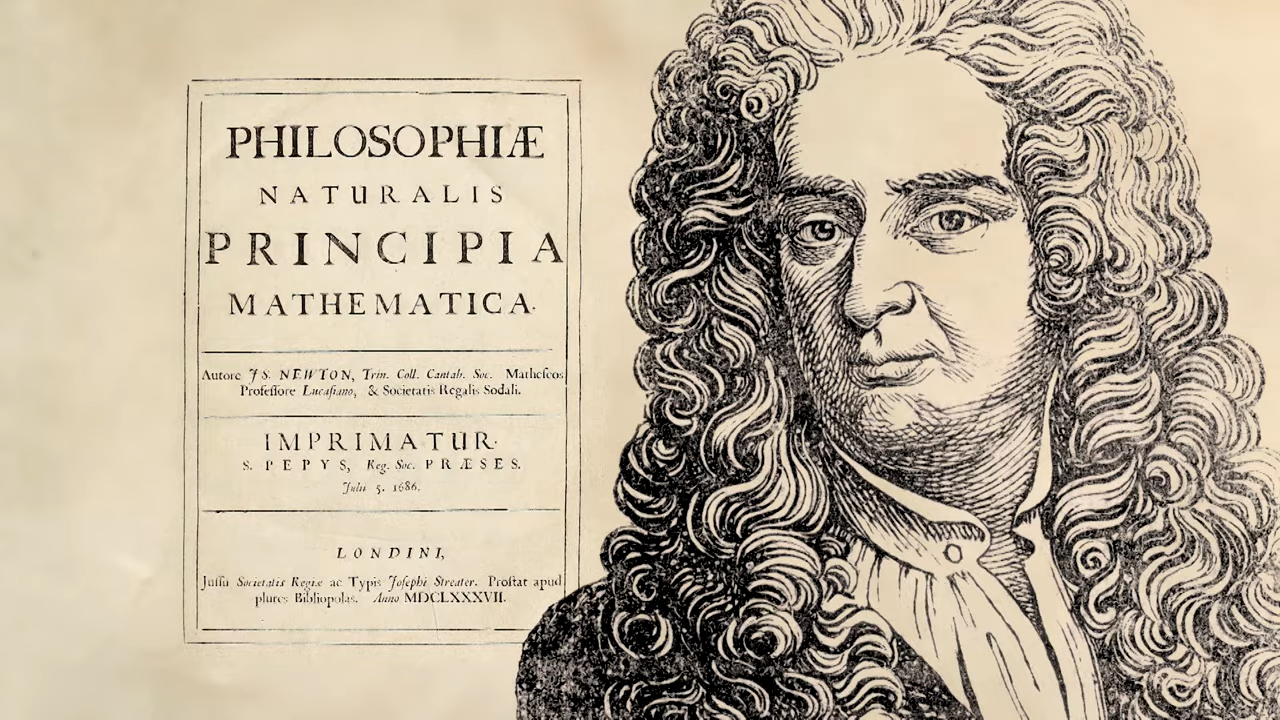 PHILOSOPHIÆ
NATURALIS
PRINCIPIA
MATHEMATICA.
Autore JS. NEWTON, Trin. Coll. Cantab. Soc. Matheseos
Professore Lucasiano, & Societatis Regalis Sodali.
IMPRIMATUR.
S. PEPYS, Reg. Soc. PRÆSES.
Julii 5. 1686.
LONDINI,
Jussu Societatis Regiæ ac Typis Josephi Streater. Prostat apud
plures Bibliopolas. Anno MDCLXXXVII.